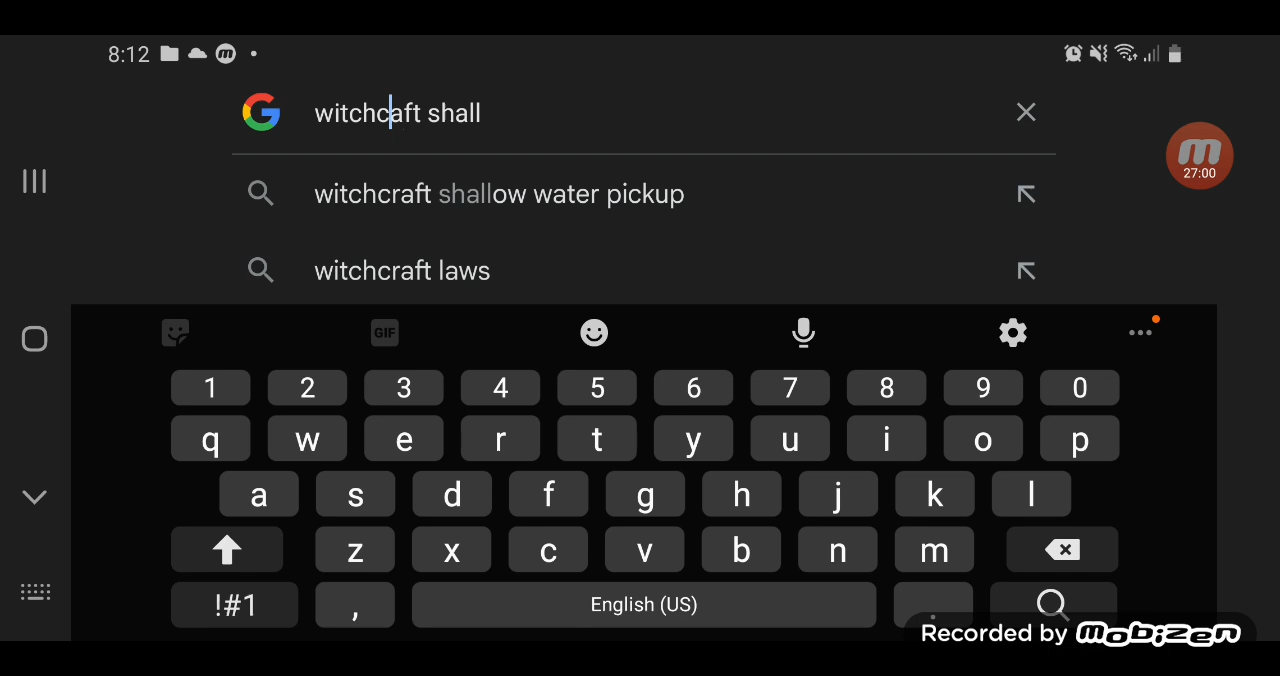 8:12
witchcaft shall
27:00
witchcraft shallow water pickup
witchcraft laws
GIF
1 2 3 4 5 6 7 8 9 0
q w e r t y u i o p
a s d f g h j k l
z x c v b n m
!#1 , English (US) .
Recorded by mobizen